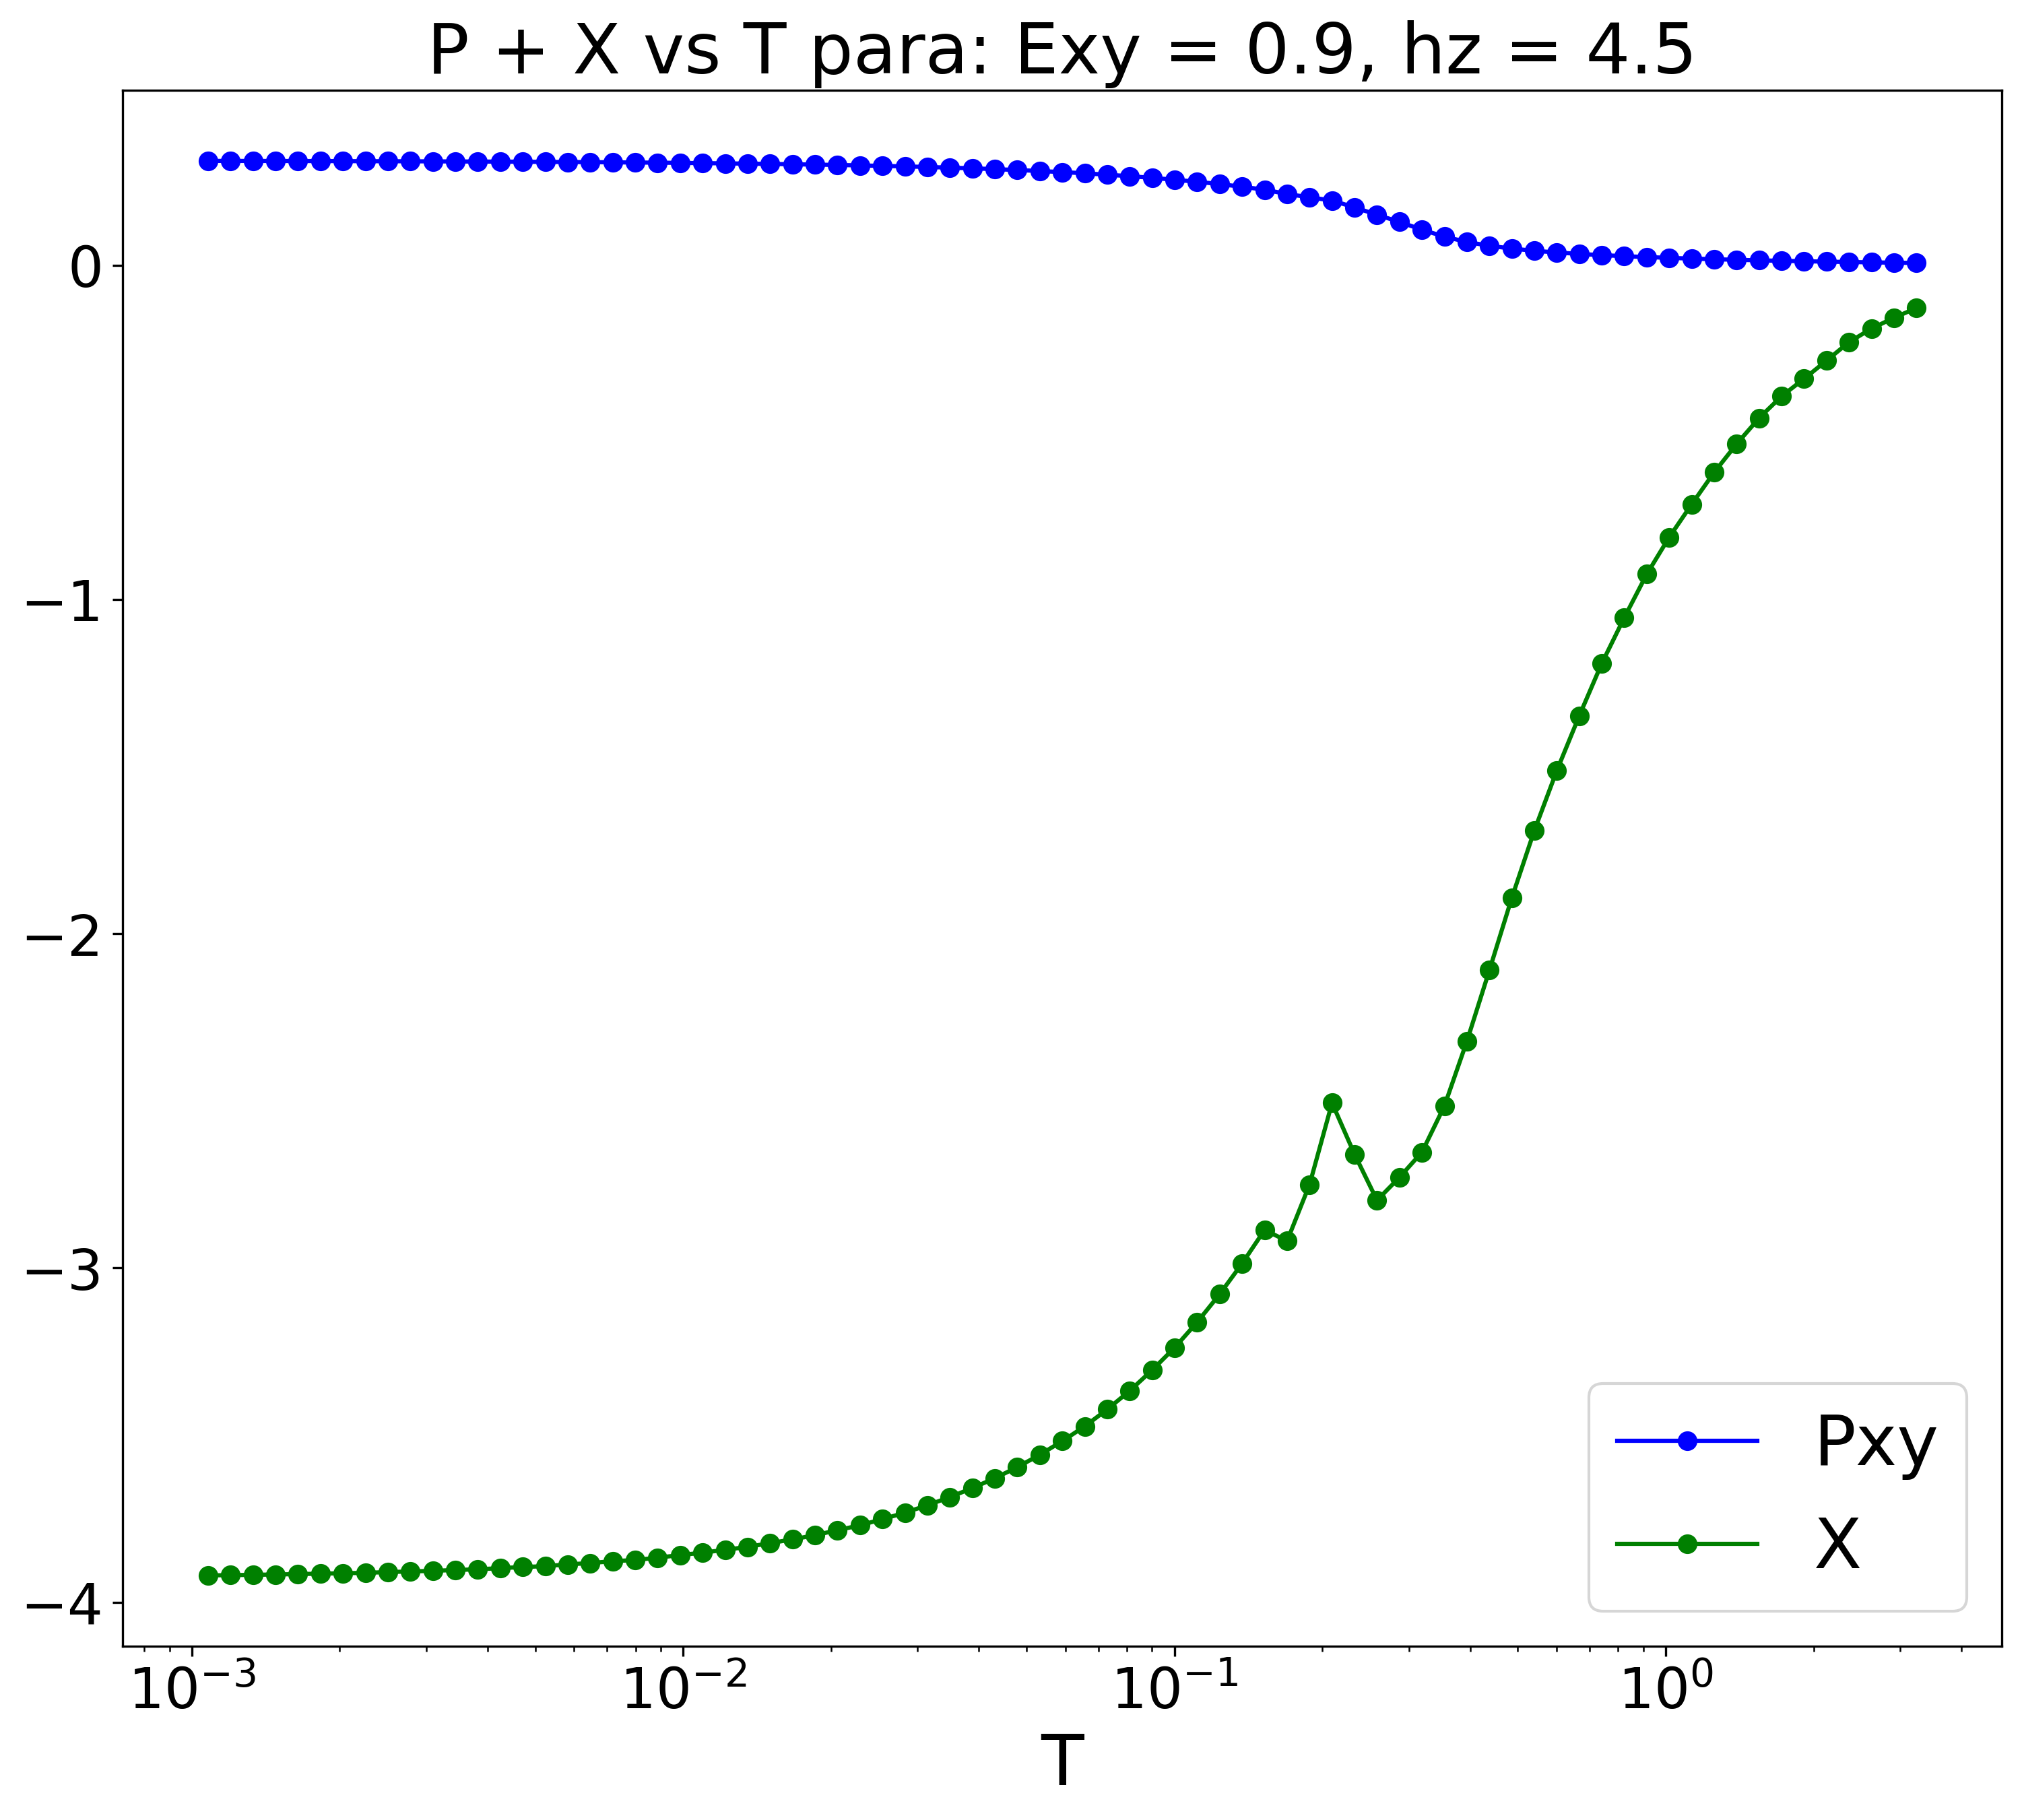 P + X vs T para: Exy = 0.9, hz = 4.5
0
−1
−2
−3
−4
10⁻³ 10⁻² 10⁻¹ 10⁰
T
Pxy
X